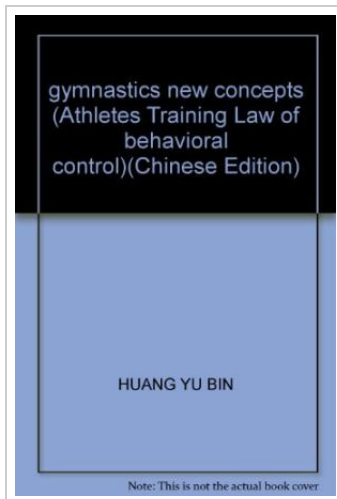 gymnastics new concepts
(Athletes Training Law of
behavioral
control)(Chinese Edition)
HUANG YU BIN
Note: This is not the actual book cover